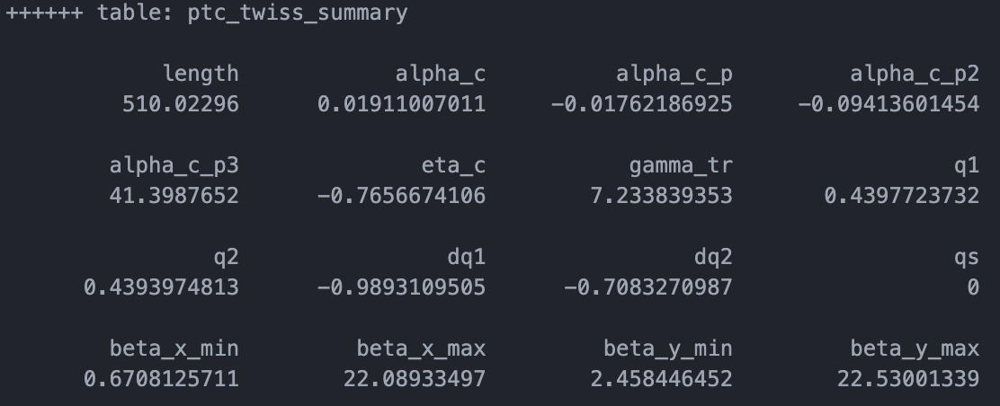 ++++++ table: ptc_twiss_summary
length alpha_c alpha_c_p alpha_c_p2
510.02296 0.01911007011 -0.01762186925 -0.09413601454
alpha_c_p3 eta_c gamma_tr q1
41.3987652 -0.7656674106 7.233839353 0.4397723732
q2 dq1 dq2 qs
0.4393974813 -0.9893109505 -0.7083270987 0
beta_x_min beta_x_max beta_y_min beta_y_max
0.6708125711 22.08933497 2.458446452 22.53001339